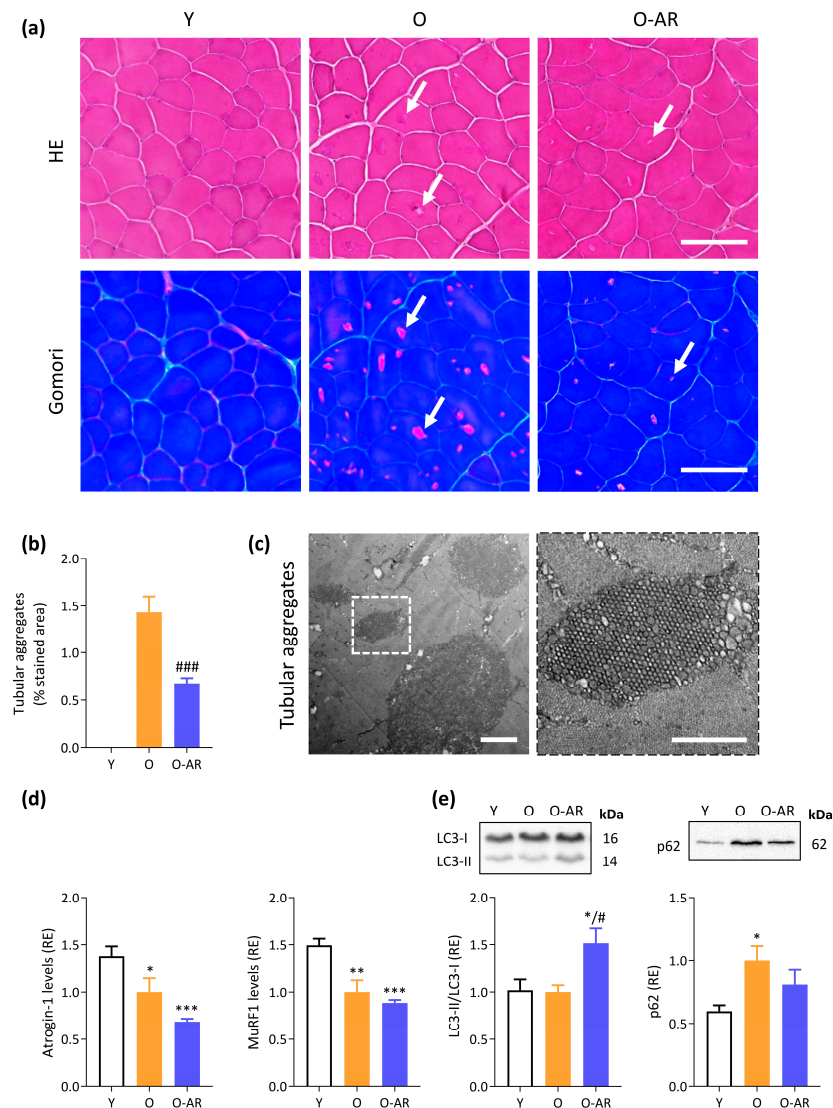 (a)
Y O O-AR
HE
Gomori
(b)
Tubular aggregates
(% stained area)
2.0
1.5
1.0
0.5
0.0
###
Y O O-AR
(c)
Tubular aggregates
(d)
Atrogin-1 levels (RE)
2.0
1.5
1.0
0.5
0.0
*
***
Y O O-AR
MuRF1 levels (RE)
2.0
1.5
1.0
0.5
0.0
**
***
Y O O-AR
(e)
Y O O-AR kDa
LC3-I 16
LC3-II 14
LC3-II/LC3-I (RE)
2.0
1.5
1.0
0.5
0.0
*/#
Y O O-AR
Y O O-AR kDa
p62 62
p62 (RE)
1.5
1.0
0.5
0.0
*
Y O O-AR